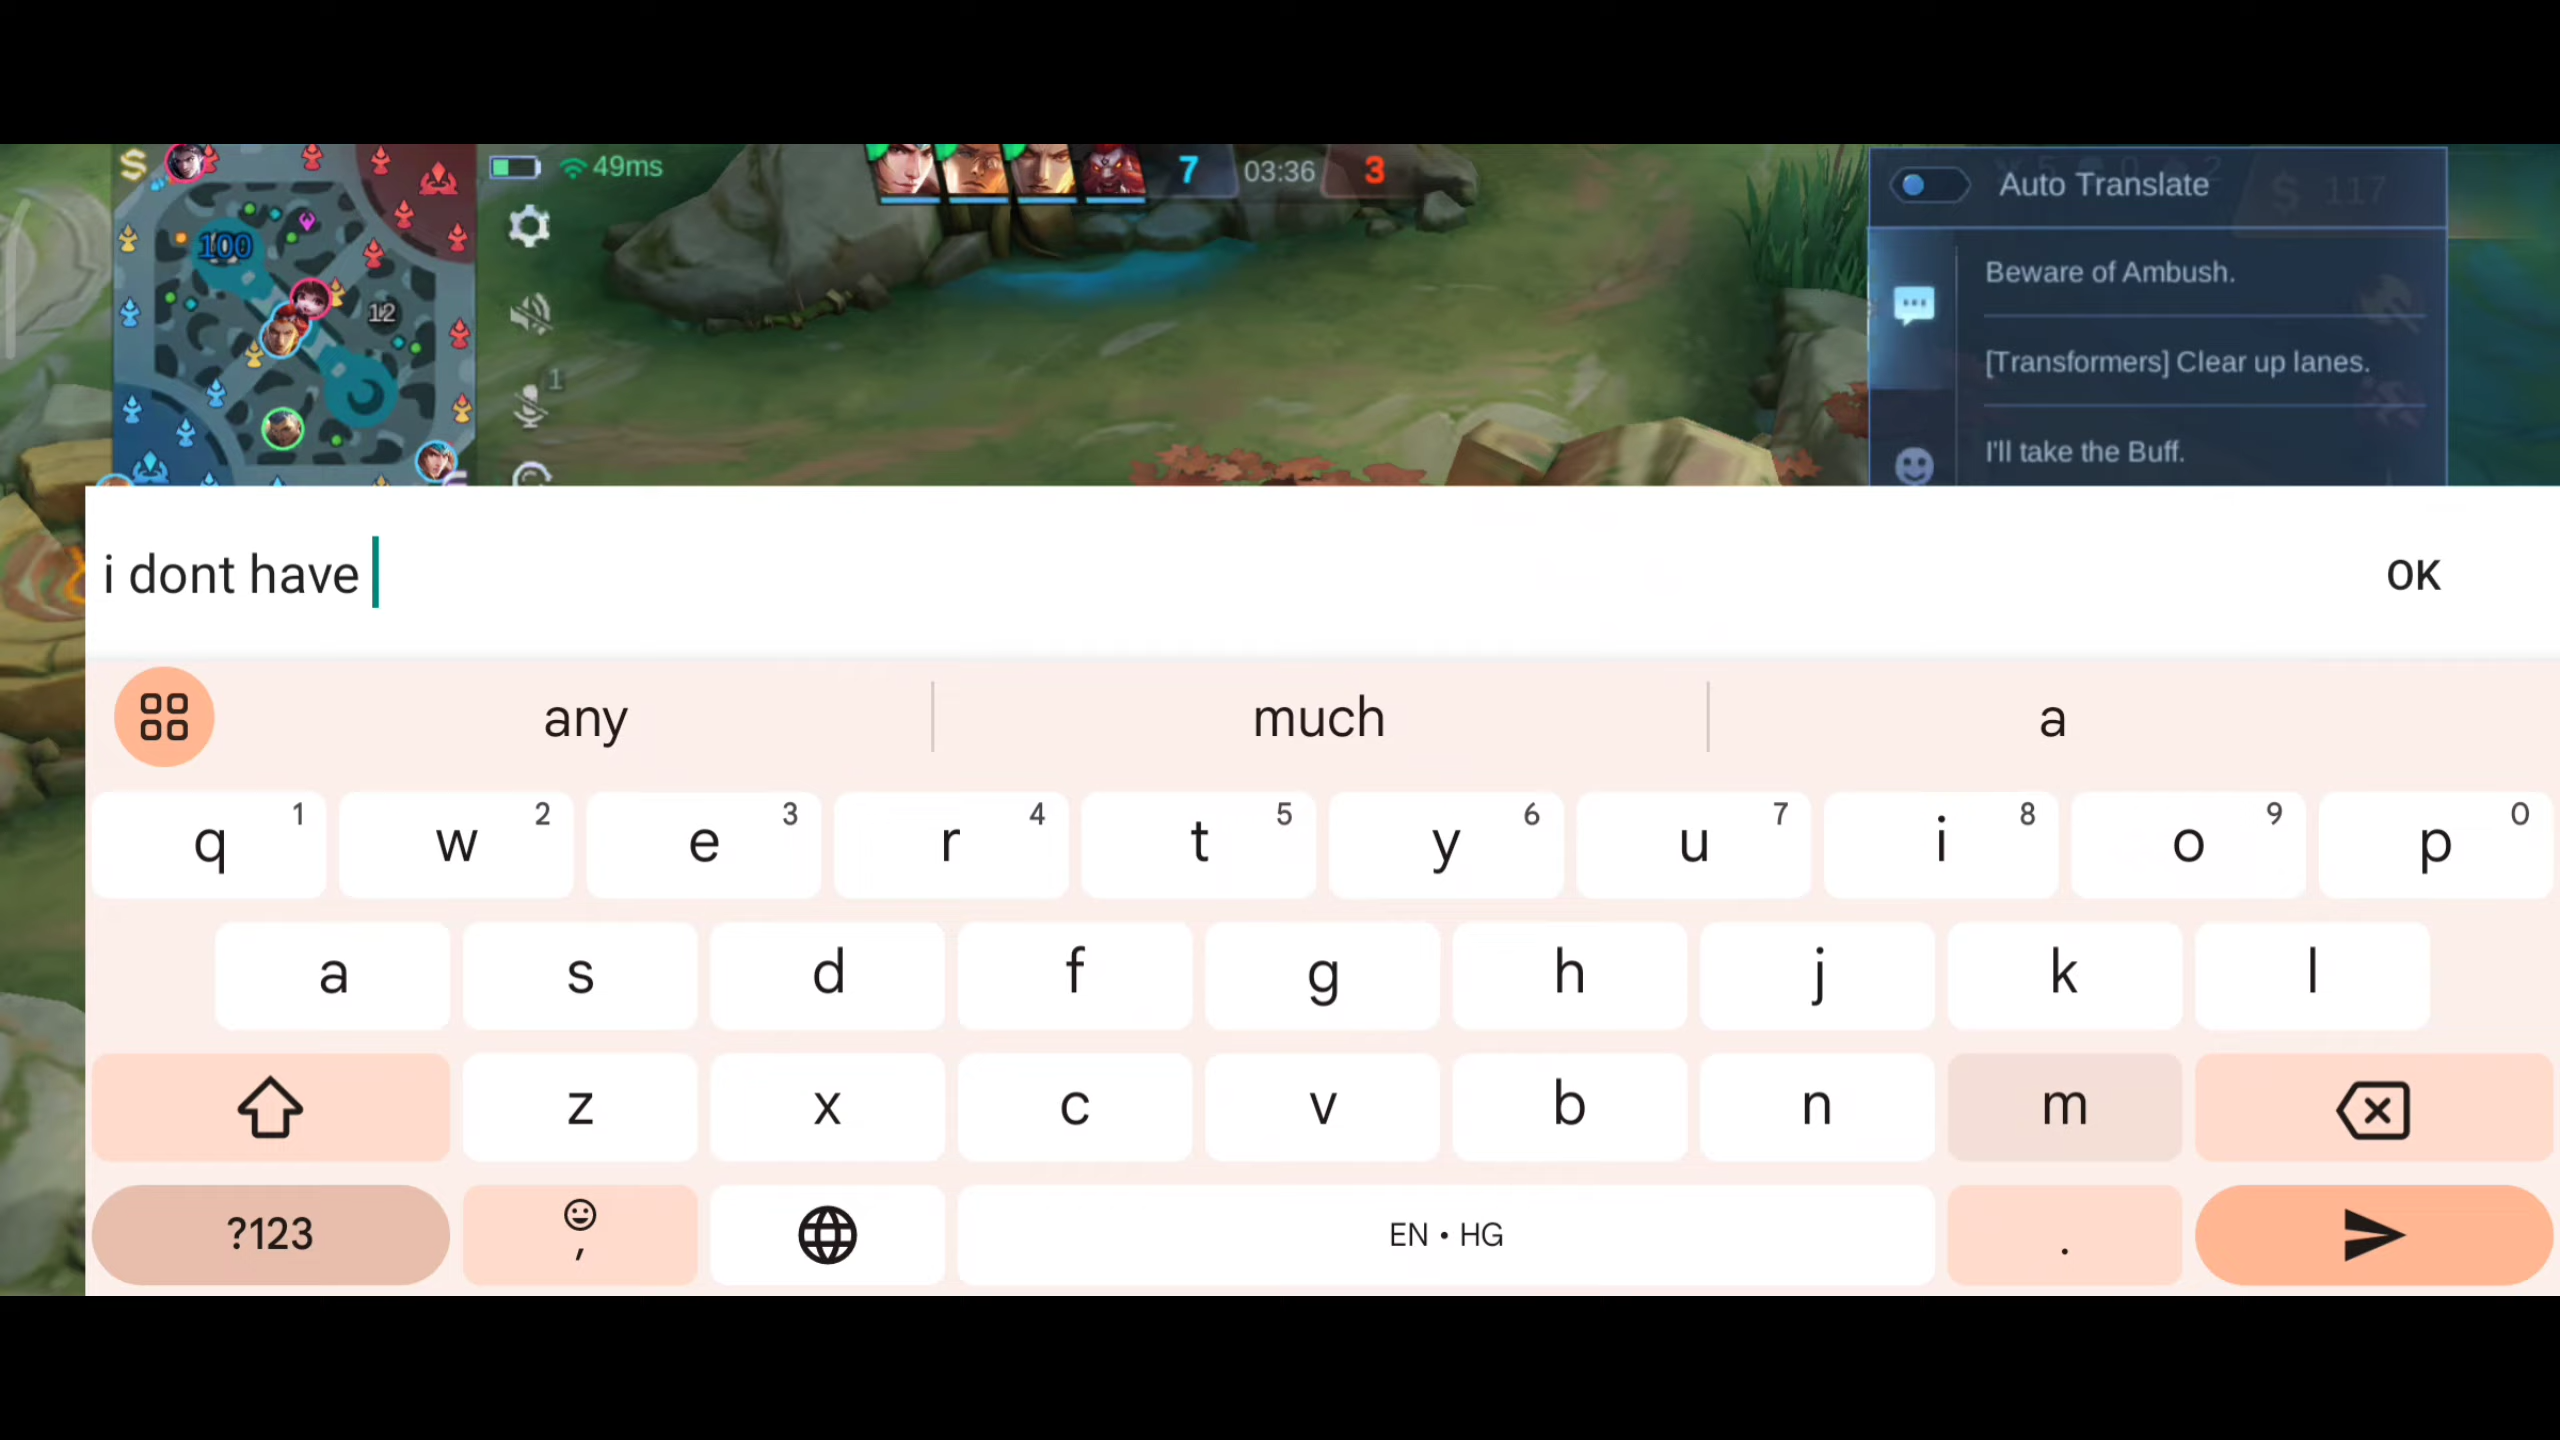 100
12
49ms
1
7 03:36 3
Auto Translate
117
Beware of Ambush.
[Transformers] Clear up lanes.
I'll take the Buff.
i dont have
OK
any much a
q 1 w 2 e 3 r 4 t 5 y 6 u 7 i 8 o 9 p 0
a s d f g h j k l
z x c v b n m
?123 , EN • HG .